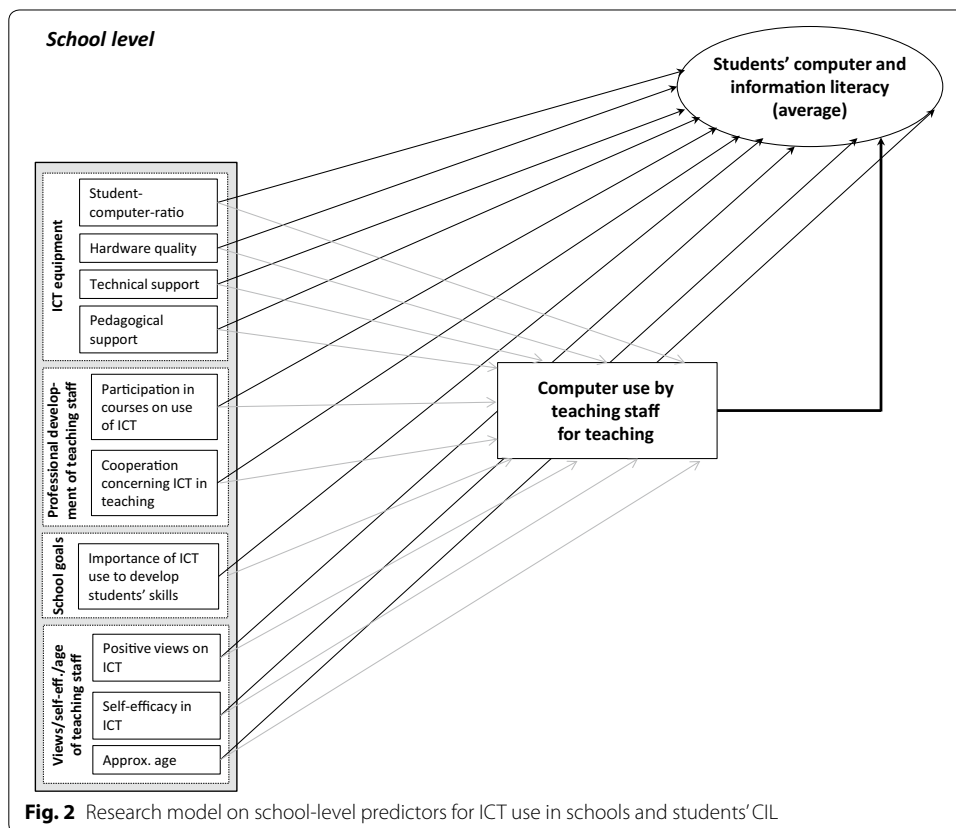 School level
Students' computer and
information literacy
(average)
ICT equipment
Student-
computer-ratio
Hardware quality
Technical support
Pedagogical
support
Professional develop-
ment of teaching staff
Participation in
courses on use
of ICT
Cooperation
concerning ICT in
teaching
School goals
Importance of ICT
use to develop
students' skills
Views/self-eff./age
of teaching staff
Positive views on
ICT
Self-efficacy in
ICT
Approx. age
Computer use by
teaching staff
for teaching
Fig. 2 Research model on school-level predictors for ICT use in schools and students' CIL